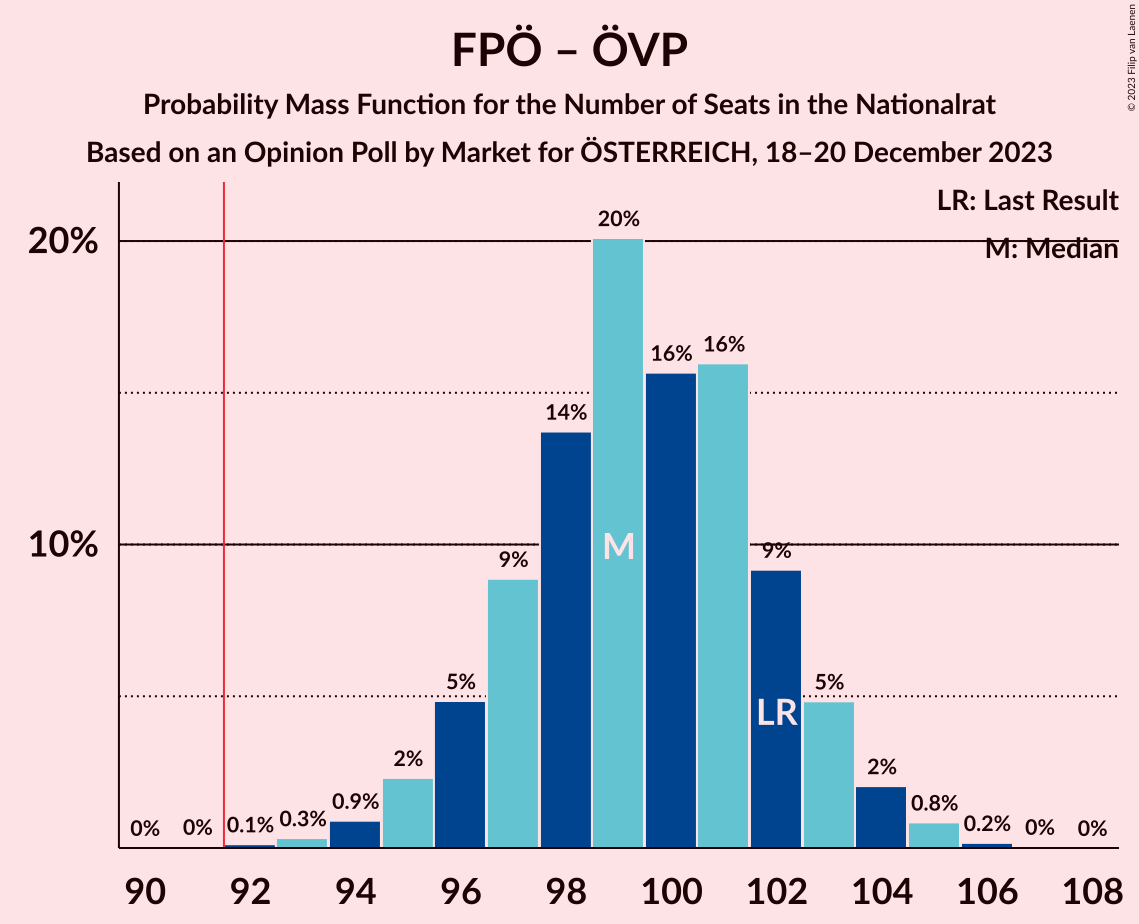 FPÖ – ÖVP
Probability Mass Function for the Number of Seats in the Nationalrat
Based on an Opinion Poll by Market for ÖSTERREICH, 18–20 December 2023
© 2023 Filip van Laenen
LR: Last Result
M: Median
20%
10%
0%
0%
0.1%
0.3%
0.9%
2%
5%
9%
14%
20%
16%
16%
9%
5%
2%
0.8%
0.2%
0%
0%
M
LR
90 92 94 96 98 100 102 104 106 108